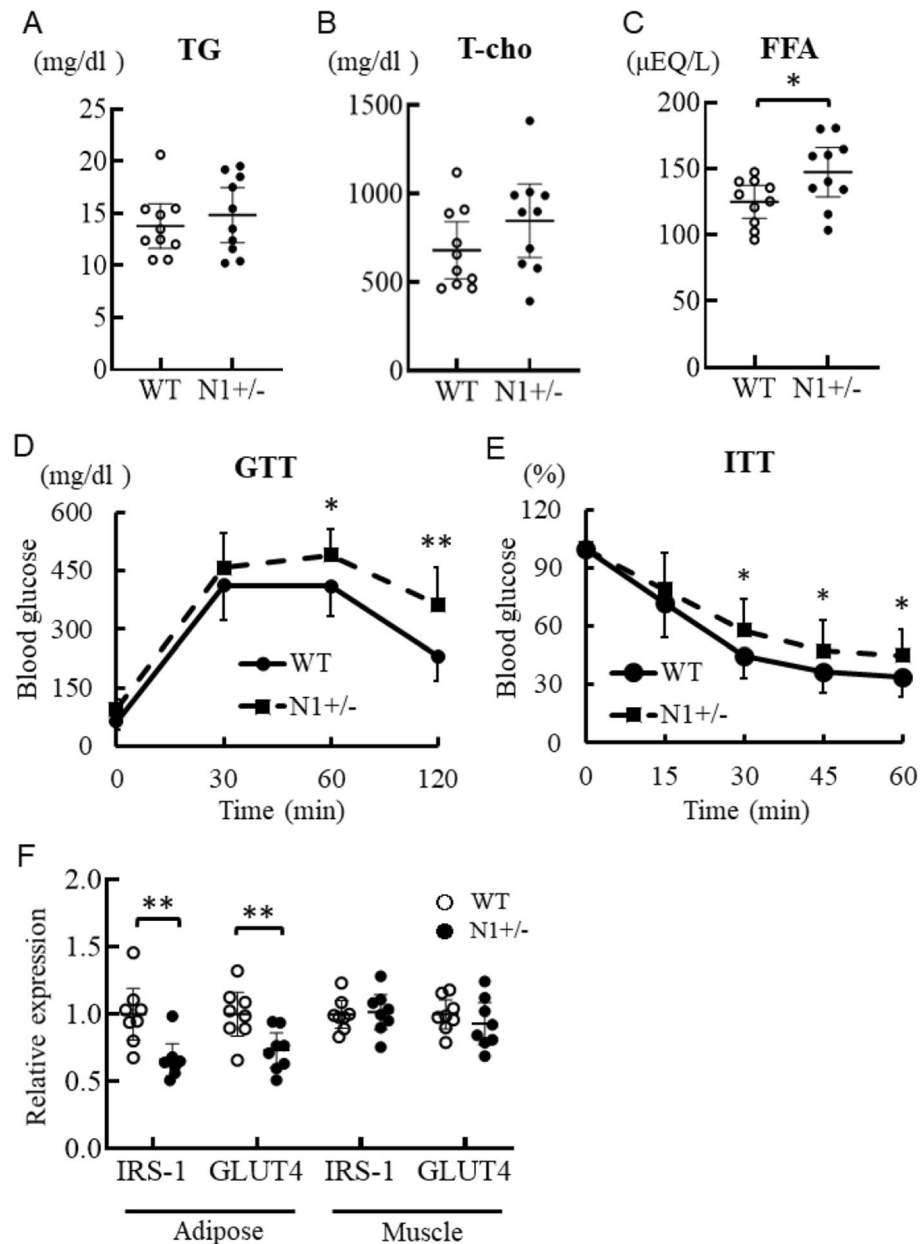 A
TG
(mg/dl )
25
20
15
10
5
0
WT N1+/-
B
T-cho
(mg/dl )
1500
1000
500
0
WT N1+/-
C
FFA
(μEQ/L)
*
200
150
100
50
0
WT N1+/-
D
GTT
(mg/dl )
Blood glucose
600
450
300
150
0
*
**
WT
N1+/-
0 30 60 120
Time (min)
E
ITT
(%)
Blood glucose
120
90
60
30
0
* * *
WT
N1+/-
0 15 30 45 60
Time (min)
F
Relative expression
2.0
1.5
1.0
0.5
0.0
** **
WT
N1+/-
IRS-1 GLUT4 IRS-1 GLUT4
Adipose Muscle